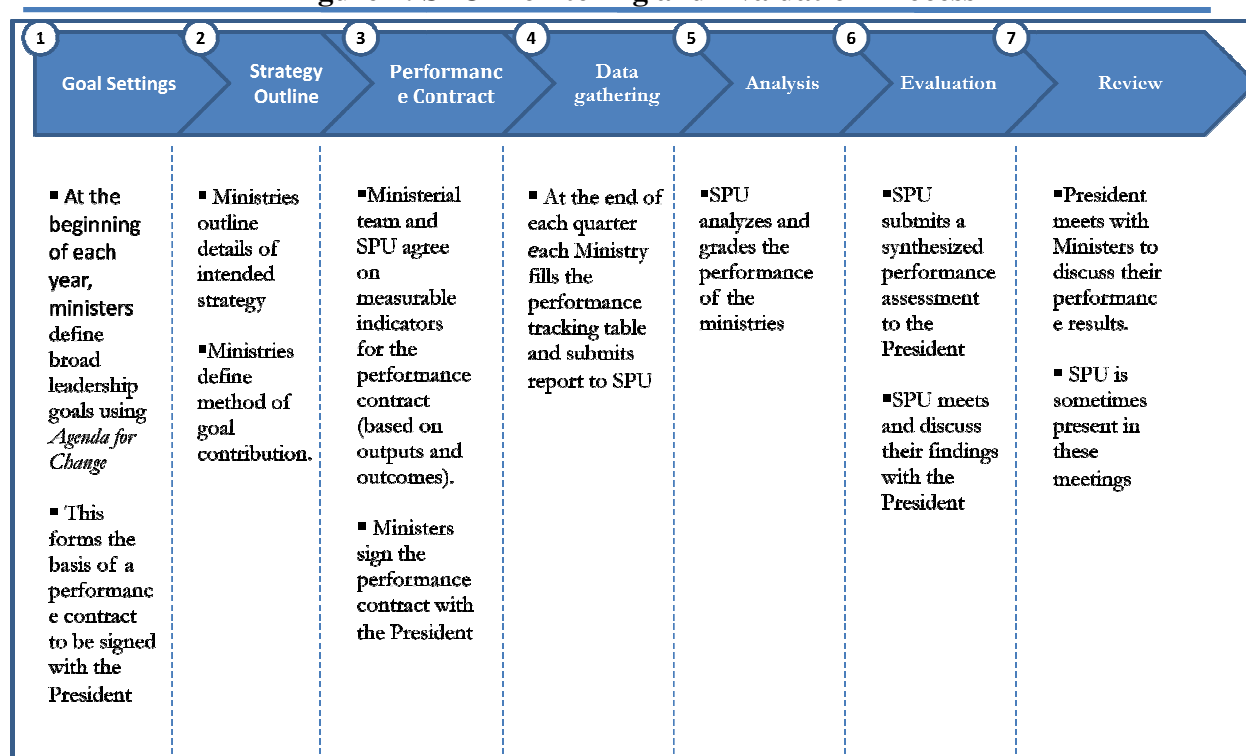 1
2
3
4
5
6
7
Goal Settings
Strategy
Outline
Performanc
e Contract
Data
gathering
Analysis
Evaluation
Review
▪ At the
beginning
of each
year,
ministers
define
broad
leadership
goals using
Agenda for
Change
▪ This
forms the
basis of a
performanc
e contract
to be signed
with the
President
▪ Ministries
outline
details of
intended
strategy
▪Ministries
define
method of
goal
contribution.
▪Ministerial
team and
SPU agree
on
measurable
indicators
for the
performance
contract
(based on
outputs and
outcomes).
▪ Ministers
sign the
performance
contract with
the President
▪ At the end of
each quarter
each Ministry
fills the
performance
tracking table
and submits
report to SPU
▪SPU
analyzes and
grades the
performance
of the
ministries
▪SPU
submits a
synthesized
performance
assessment
to the
President
▪SPU meets
and discuss
their findings
with the
President
▪President
meets with
Ministers to
discuss their
performanc
e results.
▪ SPU is
sometimes
present in
these
meetings